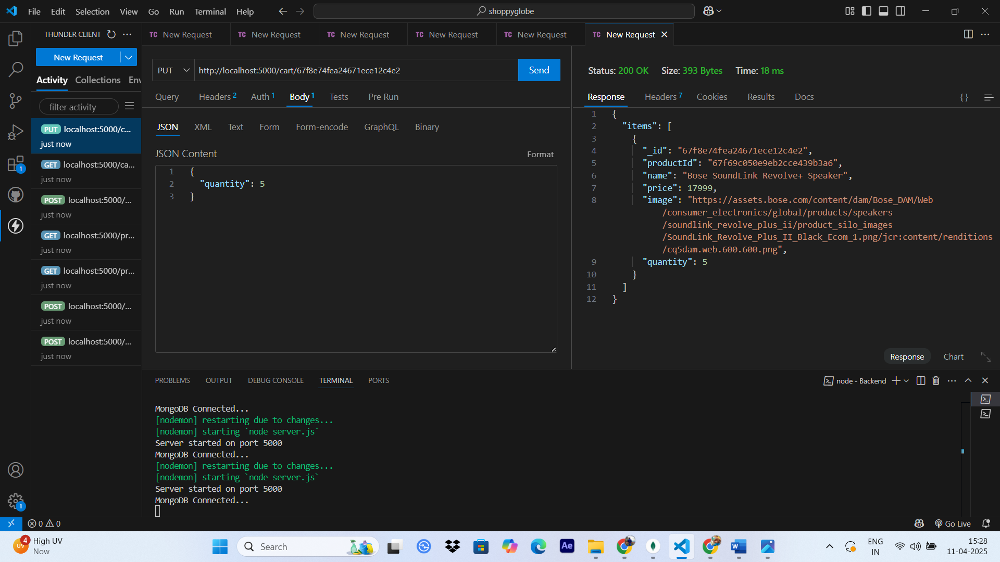 File Edit Selection View Go Run Terminal Help
shoppyglobe
THUNDER CLIENT
New Request
Activity Collections Env
filter activity
PUT localhost:5000/c...
just now
GET localhost:5000/ca...
just now
POST localhost:5000/...
just now
GET localhost:5000/pr...
just now
GET localhost:5000/pr...
just now
POST localhost:5000/...
just now
POST localhost:5000/...
just now
TC New Request TC New Request TC New Request TC New Request TC New Request TC New Request
PUT http://localhost:5000/cart/67f8e74fea24671ece12c4e2 Send
Query Headers 2 Auth 1 Body 1 Tests Pre Run
JSON XML Text Form Form-encode GraphQL Binary
JSON Content Format
1 {
2 "quantity": 5
3 }
Status: 200 OK Size: 393 Bytes Time: 18 ms
Response Headers 7 Cookies Results Docs { }
1 {
2 "items": [
3 {
4 "_id": "67f8e74fea24671ece12c4e2",
5 "productId": "67f69c050e9eb2cce439b3a6",
6 "name": "Bose SoundLink Revolve+ Speaker",
7 "price": 17999,
8 "image": "https://assets.bose.com/content/dam/Bose_DAM/Web
/consumer_electronics/global/products/speakers
/soundlink_revolve_plus_ii/product_silo_images
/SoundLink_Revolve_Plus_II_Black_Ecom_1.png/jcr:content/renditions
/cq5dam.web.600.600.png",
9 "quantity": 5
10 }
11 ]
12 }
Response Chart
PROBLEMS OUTPUT DEBUG CONSOLE TERMINAL PORTS
node - Backend
MongoDB Connected...
[nodemon] restarting due to changes...
[nodemon] starting `node server.js`
Server started on port 5000
MongoDB Connected...
[nodemon] restarting due to changes...
[nodemon] starting `node server.js`
Server started on port 5000
MongoDB Connected...
1
1
0 0
Go Live
UV 4 High UV
Now
Search
Ae
W
ENG
IN
15:28
11-04-2025